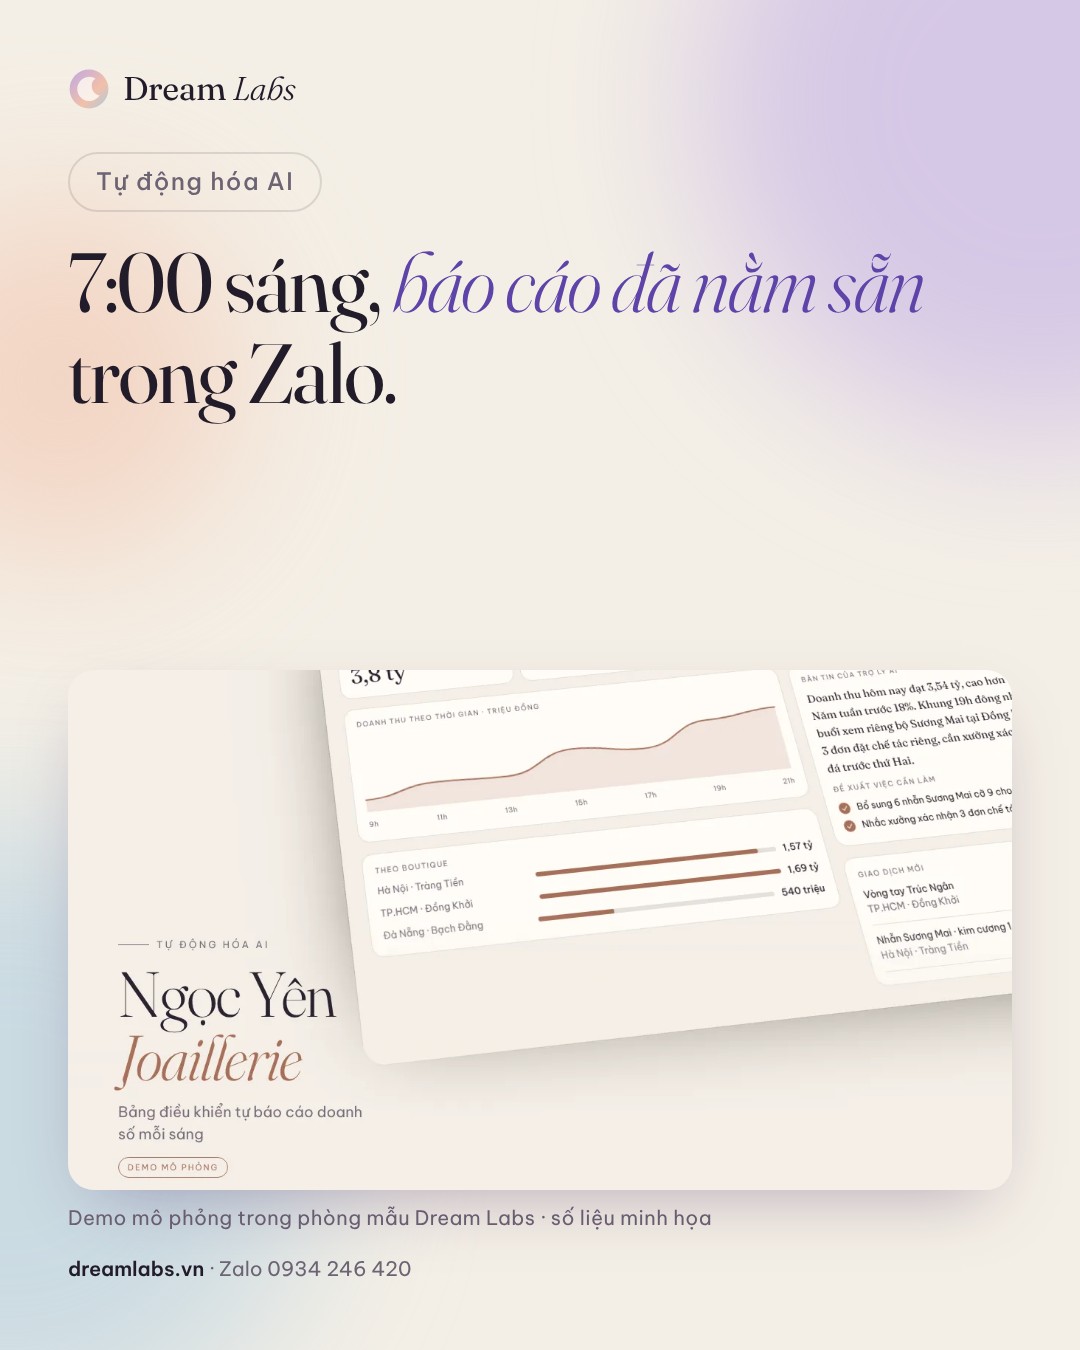 Dream Labs
Tự động hóa AI
7:00 sáng, báo cáo đã nằm sẵn
trong Zalo.
3,8 tỷ
DOANH THU THEO THỜI GIAN · TRIỆU ĐỒNG
9h 11h 13h 15h 17h 19h 21h
THEO BOUTIQUE
Hà Nội · Tràng Tiền 1,57 tỷ
TP.HCM · Đồng Khởi 1,69 tỷ
Đà Nẵng · Bạch Đằng 540 triệu
BẢN TIN CỦA TRỢ LÝ AI
Doanh thu hôm nay đạt 3,54 tỷ, cao hơn
Năm tuần trước 18%. Khung 19h đông
buổi xem riêng bộ Sương Mai tại Đồng
3 đơn đặt chế tác riêng, cần xưởng
đá trước thứ Hai.
ĐỀ XUẤT VIỆC CẦN LÀM
Bổ sung 6 nhẫn Sương Mai cỡ 9 cho
Nhắc xưởng xác nhận 3 đơn chế
GIAO DỊCH MỚI
Vòng tay Trúc Ngân
TP.HCM · Đồng Khởi
Nhẫn Sương Mai · kim cương 1
Hà Nội · Tràng Tiền
TỰ ĐỘNG HÓA AI
Ngọc Yên
Joaillerie
Bảng điều khiển tự báo cáo doanh
số mỗi sáng
DEMO MÔ PHỎNG
Demo mô phỏng trong phòng mẫu Dream Labs · số liệu minh họa
dreamlabs.vn · Zalo 0934 246 420